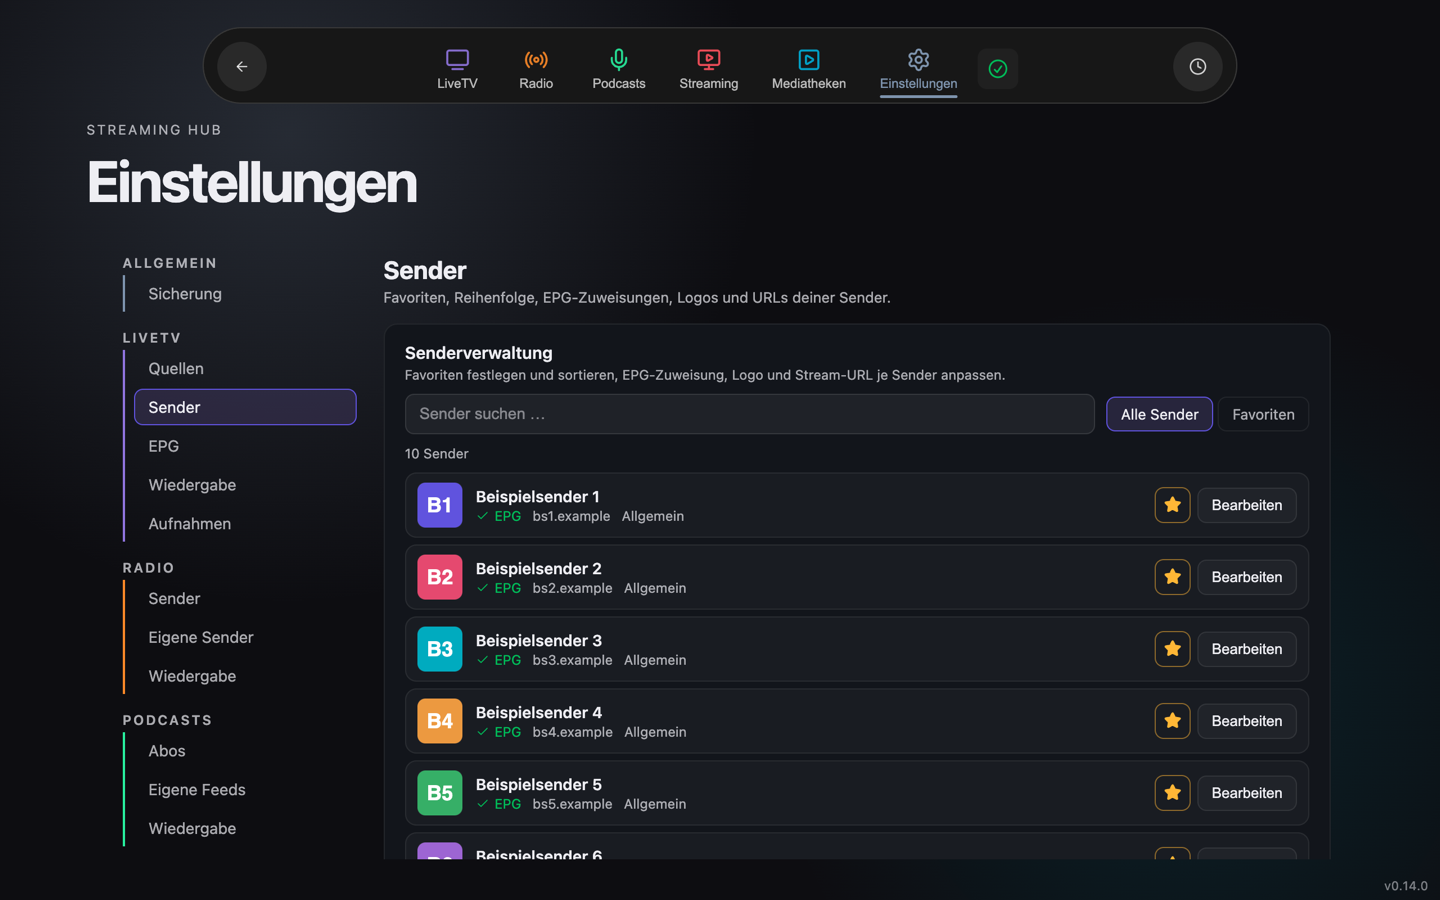 LiveTV
Radio
Podcasts
Streaming
Mediatheken
Einstellungen
STREAMING HUB
Einstellungen
ALLGEMEIN
Sicherung
LIVETV
Quellen
Sender
EPG
Wiedergabe
Aufnahmen
RADIO
Sender
Eigene Sender
Wiedergabe
PODCASTS
Abos
Eigene Feeds
Wiedergabe
Sender
Favoriten, Reihenfolge, EPG-Zuweisungen, Logos und URLs deiner Sender.
Senderverwaltung
Favoriten festlegen und sortieren, EPG-Zuweisung, Logo und Stream-URL je Sender anpassen.
Sender suchen ...
Alle Sender
Favoriten
10 Sender
B1
Beispielsender 1
EPG bs1.example Allgemein
Bearbeiten
B2
Beispielsender 2
EPG bs2.example Allgemein
Bearbeiten
B3
Beispielsender 3
EPG bs3.example Allgemein
Bearbeiten
B4
Beispielsender 4
EPG bs4.example Allgemein
Bearbeiten
B5
Beispielsender 5
EPG bs5.example Allgemein
Bearbeiten
Beispielsender 6
v0.14.0